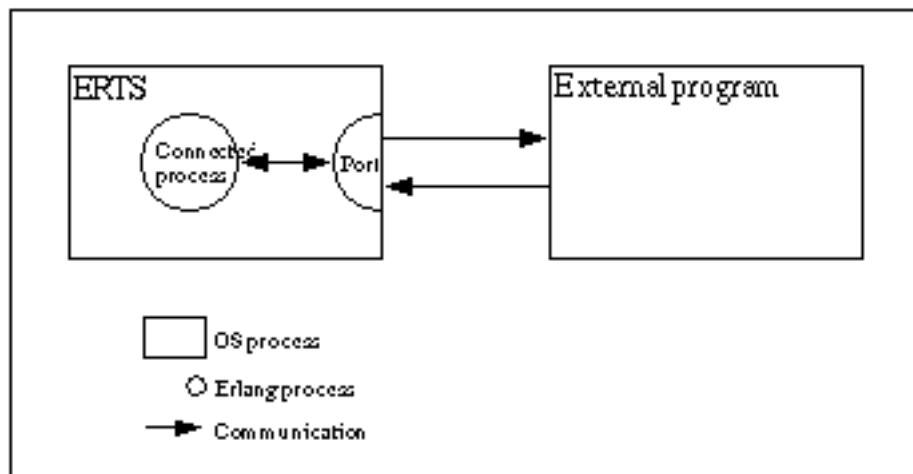 ERTS
External program
Connected
process
Port
OS process
Erlang process
Communication